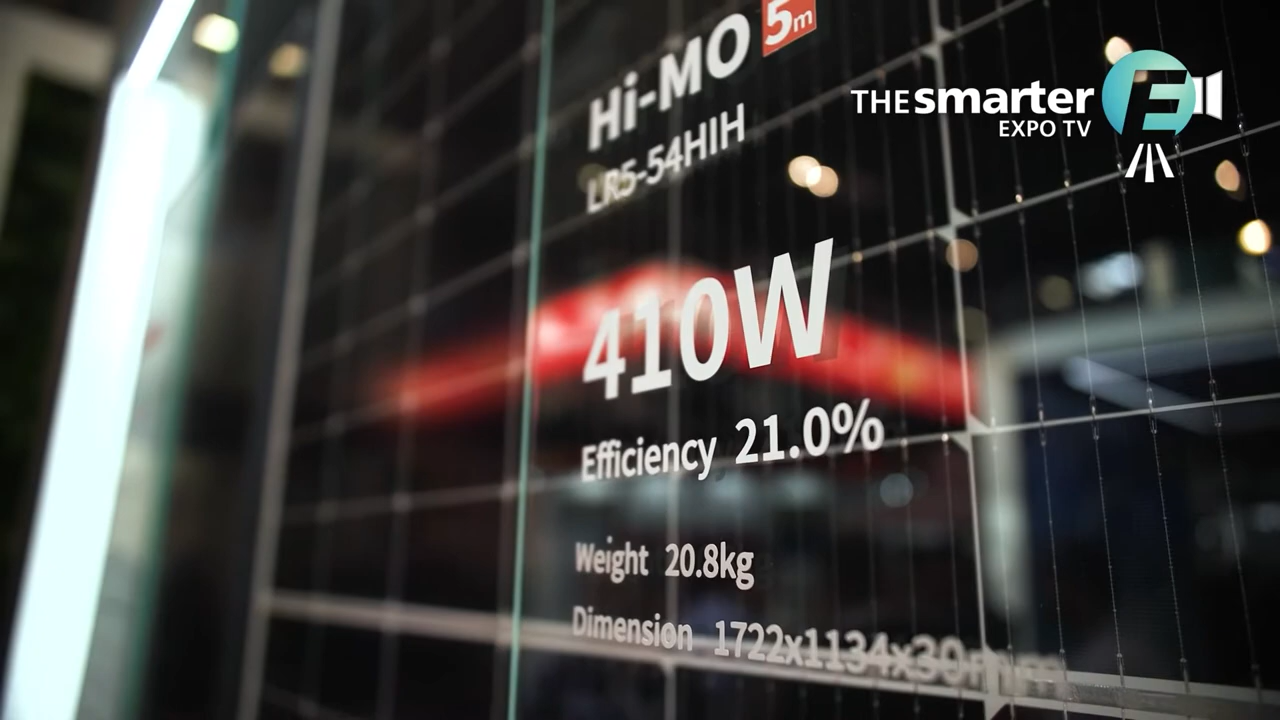 Hi-MO 5m
LR5-54HIH
410W
Efficiency 21.0%
Weight 20.8kg
Dimension 1722x1134x30mm
THE smarter E
EXPO TV